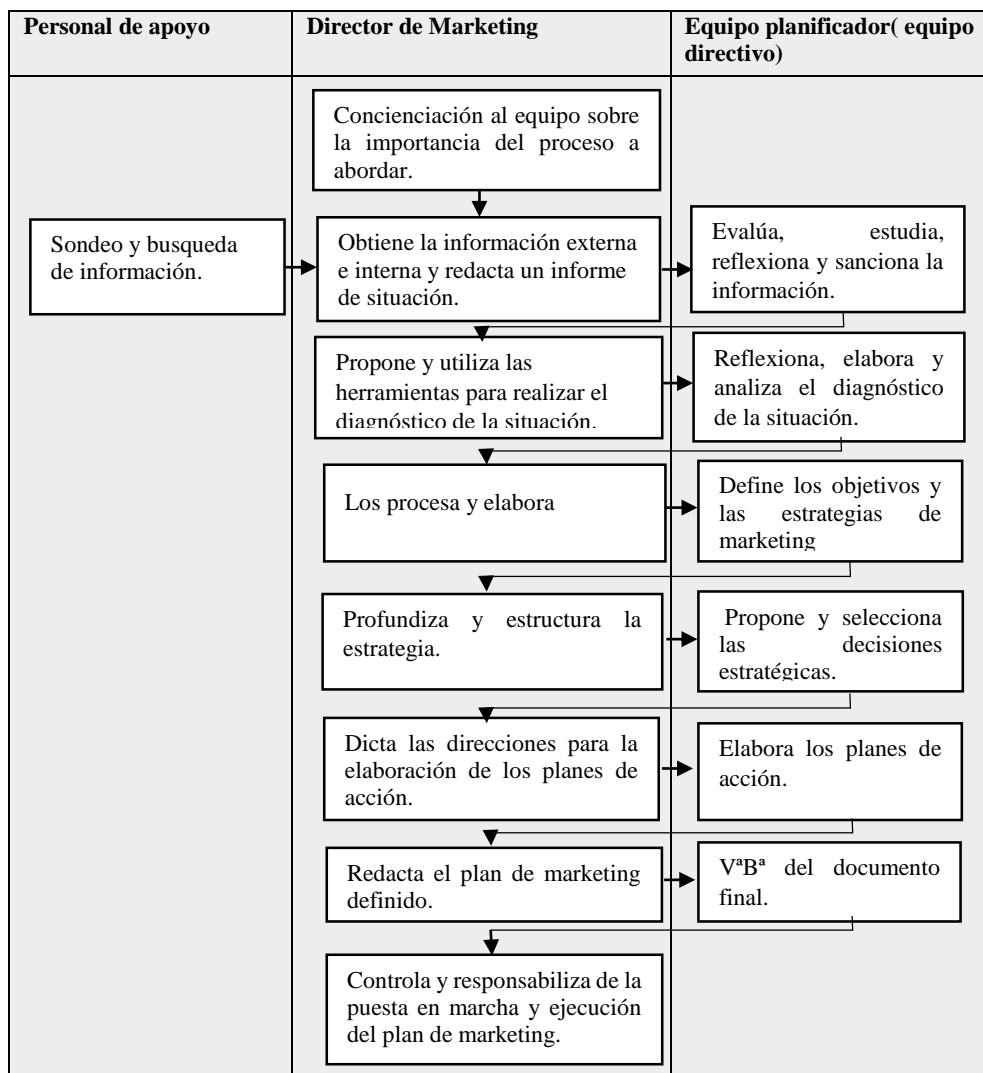 Personal de apoyo
Director de Marketing
Equipo planificador( equipo
directivo)
Concienciación al equipo sobre
la importancia del proceso a
abordar.
Sondeo y busqueda
de información.
Obtiene la información externa
e interna y redacta un informe
de situación.
Evalúa, estudia,
reflexiona y sanciona la
información.
Propone y utiliza las
herramientas para realizar el
diagnóstico de la situación.
Reflexiona, elabora y
analiza el diagnóstico
de la situación.
Los procesa y elabora
Define los objetivos y
las estrategias de
marketing
Profundiza y estructura la
estrategia.
Propone y selecciona
las decisiones
estratégicas.
Dicta las direcciones para la
elaboración de los planes de
acción.
Elabora los planes de
acción.
Redacta el plan de marketing
definido.
VªBª del documento
final.
Controla y responsabiliza de la
puesta en marcha y ejecución
del plan de marketing.